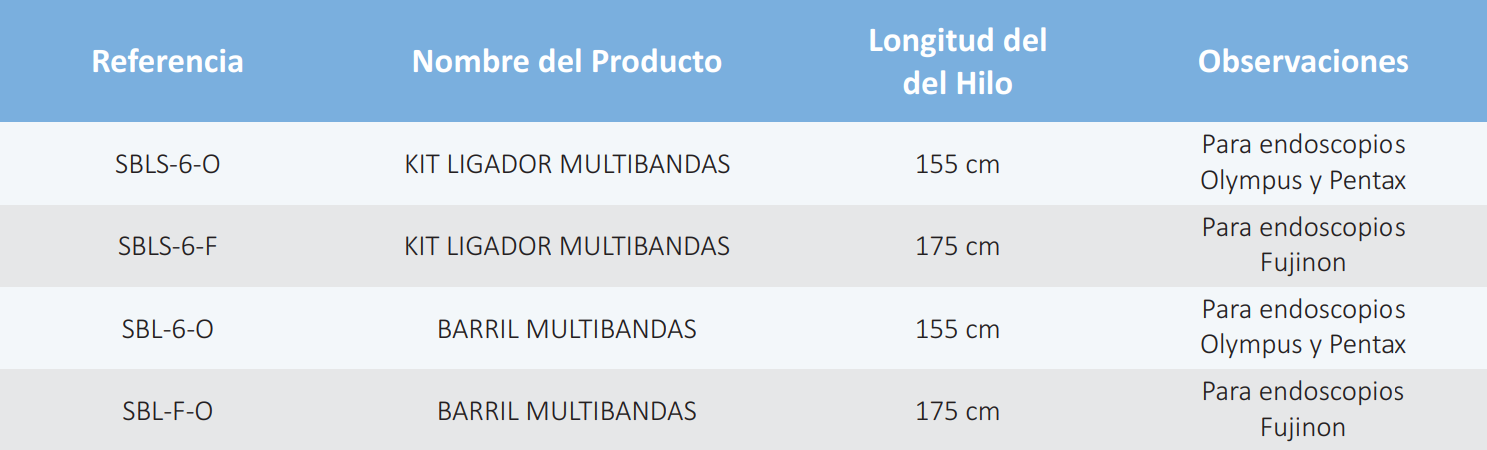 Referencia
Nombre del Producto
Longitud del
del Hilo
Observaciones
SBLS-6-O
KIT LIGADOR MULTIBANDAS
155 cm
Para endoscopios
Olympus y Pentax
SBLS-6-F
KIT LIGADOR MULTIBANDAS
175 cm
Para endoscopios
Fujinon
SBL-6-O
BARRIL MULTIBANDAS
155 cm
Para endoscopios
Olympus y Pentax
SBL-F-O
BARRIL MULTIBANDAS
175 cm
Para endoscopios
Fujinon